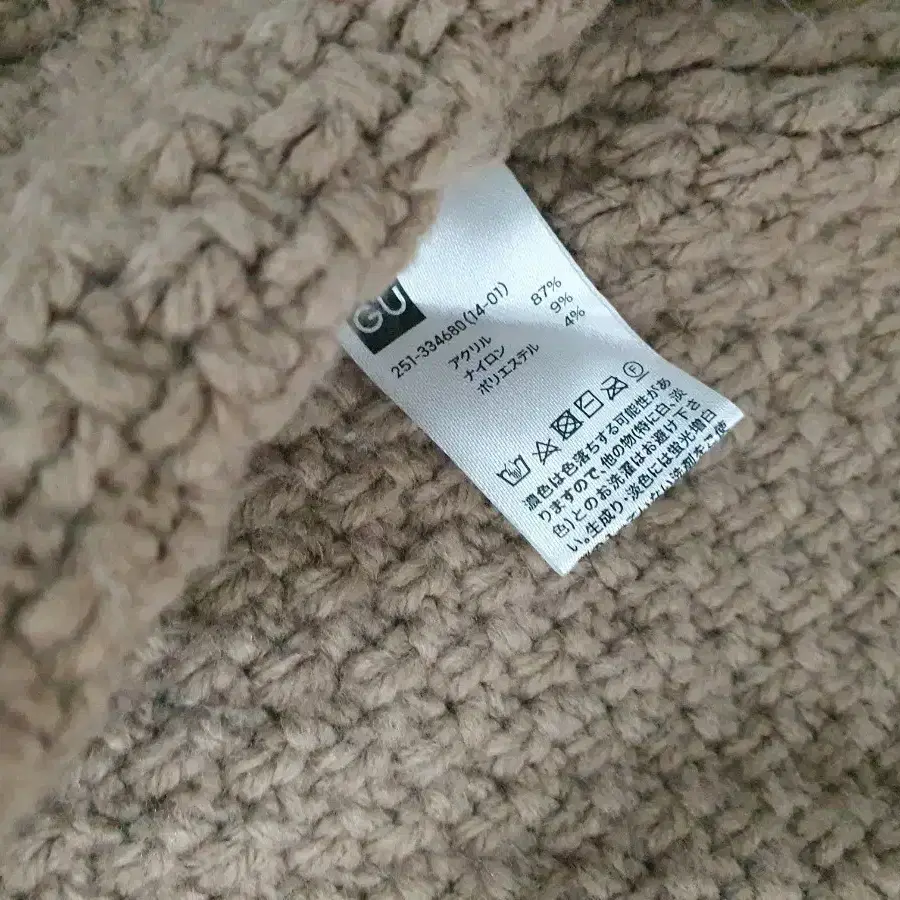 GU
251-334680(14-01)
アクリル 87%
ナイロン 9%
ポリエステル 4%
濃色は色落ちする可能性があ
りますので、他の物(特に白、淡
色)とのお洗濯はお避け下さ
い。生成り・淡色には蛍光増白